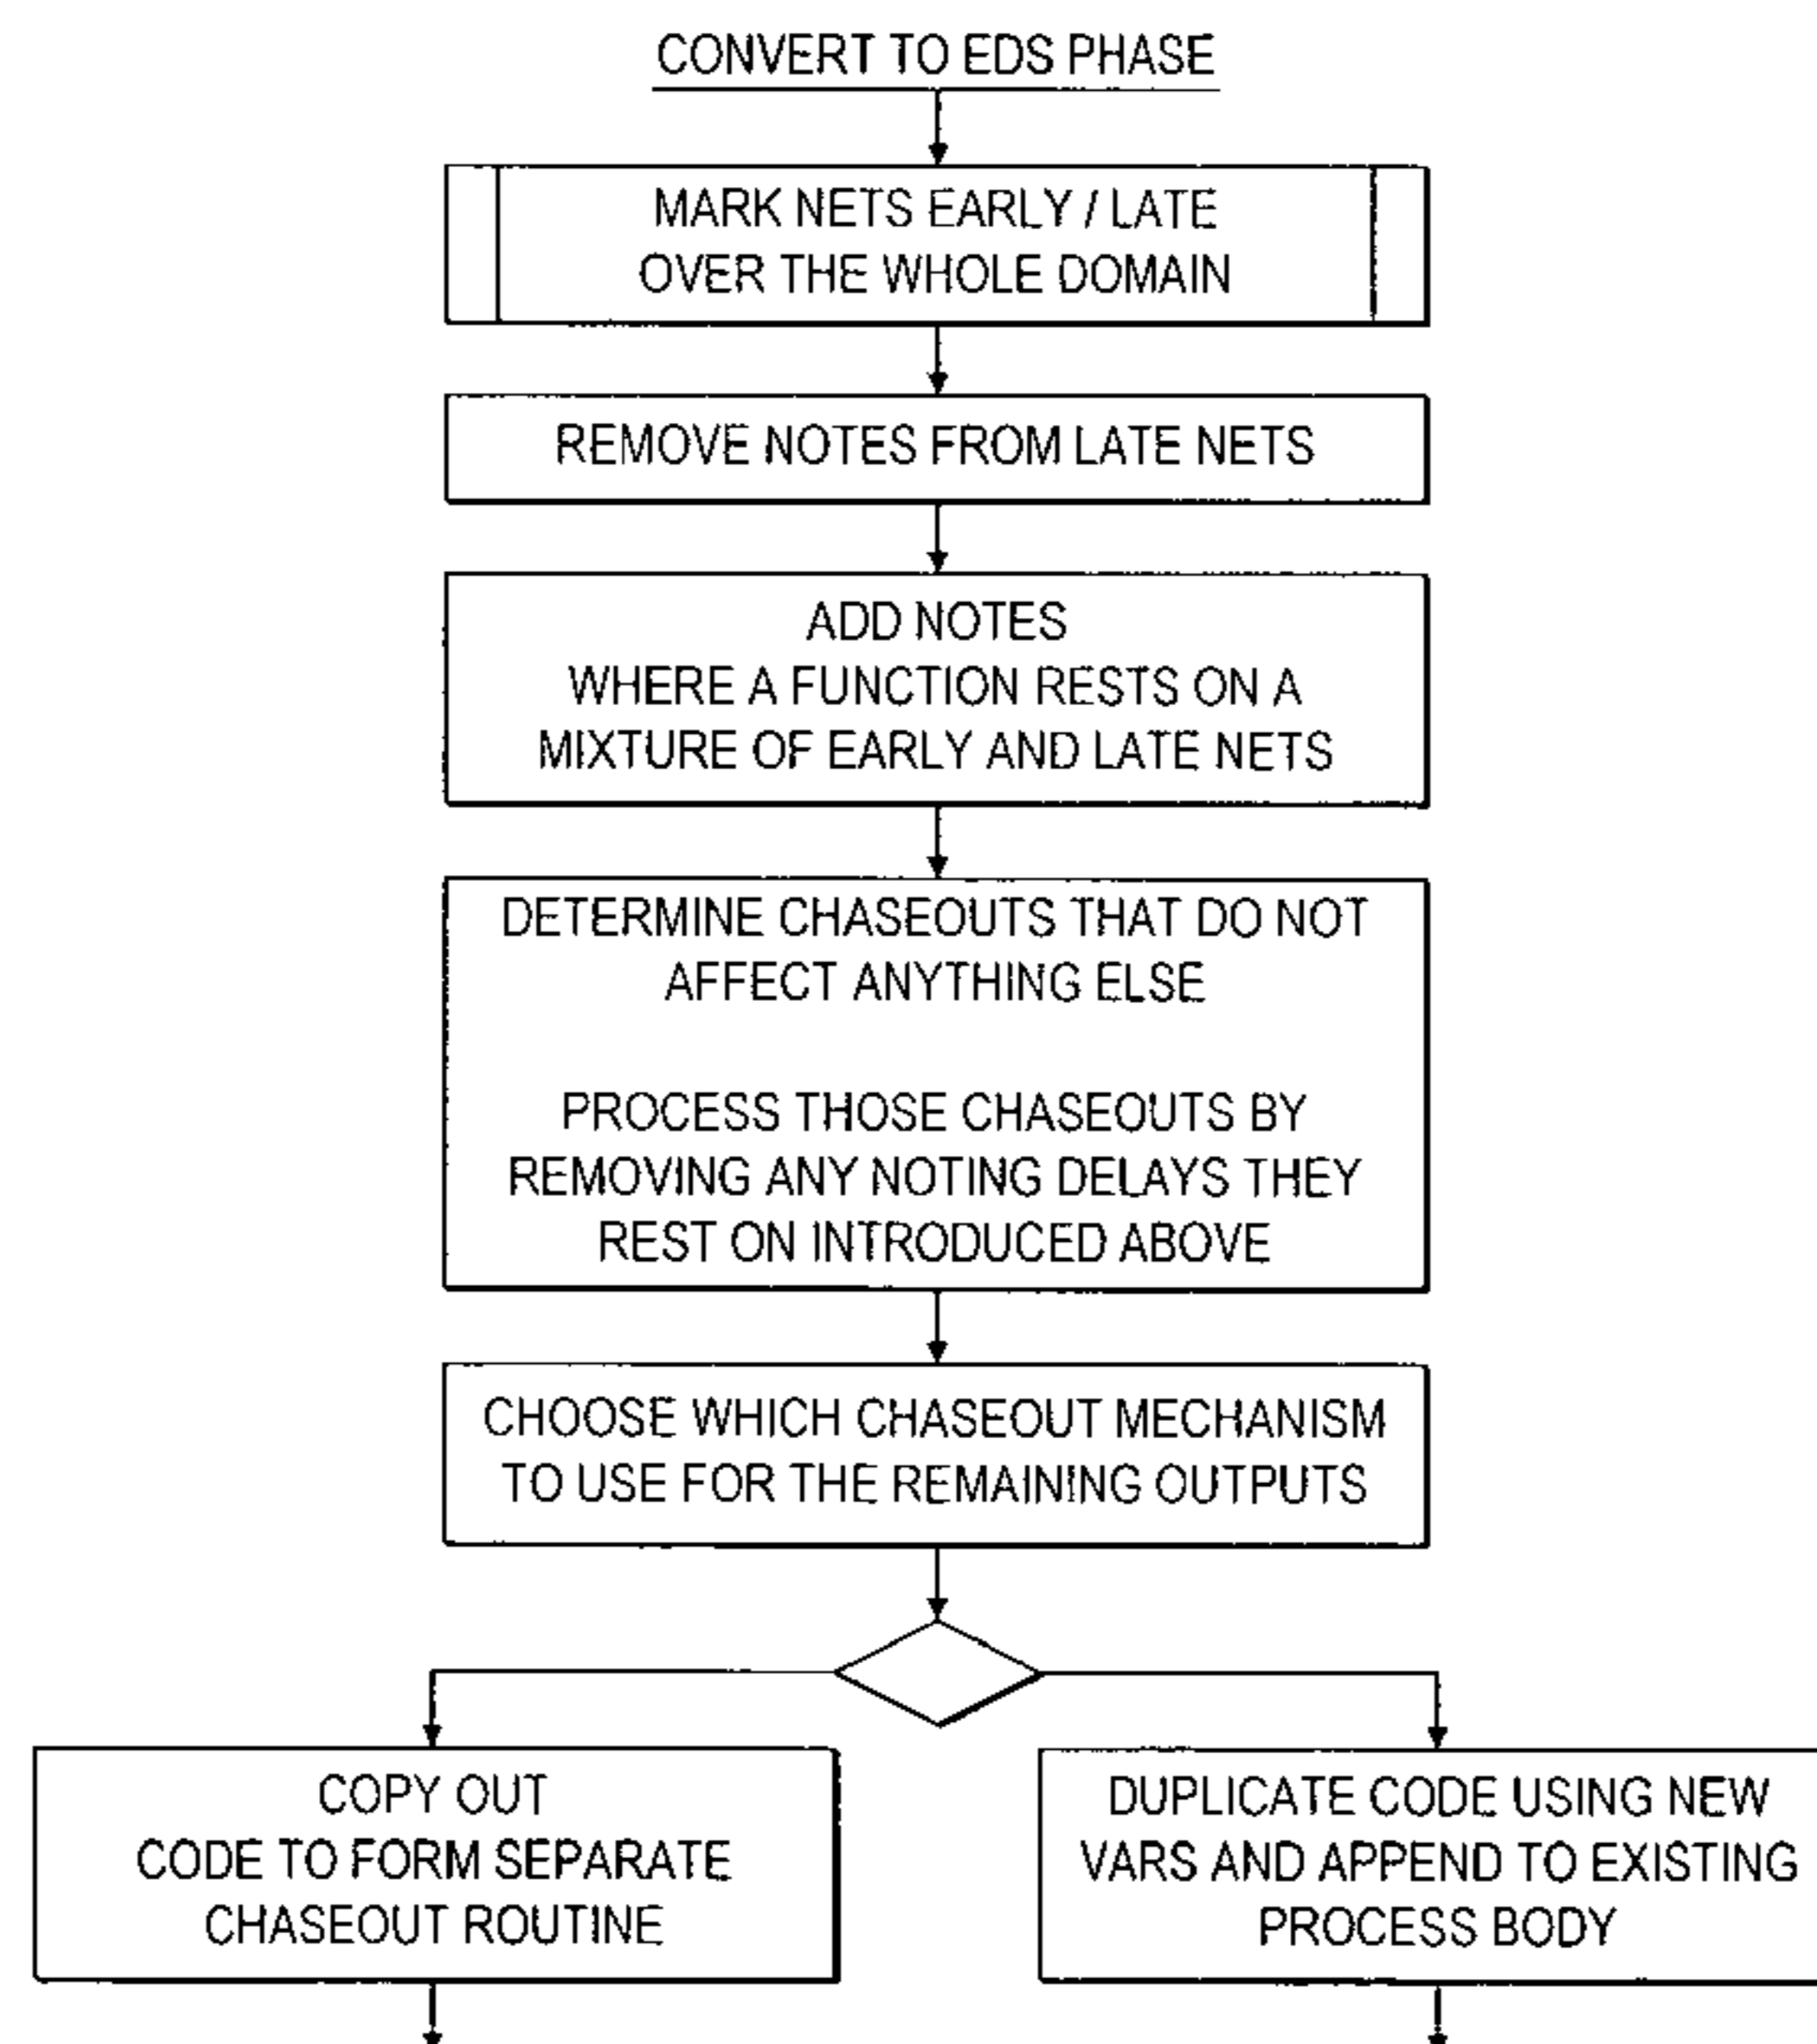 CONVERT TO EDS PHASE
MARK NETS EARLY / LATE
OVER THE WHOLE DOMAIN
REMOVE NOTES FROM LATE NETS
ADD NOTES
WHERE A FUNCTION RESTS ON A
MIXTURE OF EARLY AND LATE NETS
DETERMINE CHASEOUTS THAT DO NOT
AFFECT ANYTHING ELSE
PROCESS THOSE CHASEOUTS BY
REMOVING ANY NOTING DELAYS THEY
REST ON INTRODUCED ABOVE
CHOOSE WHICH CHASEOUT MECHANISM
TO USE FOR THE REMAINING OUTPUTS
COPY OUT
CODE TO FORM SEPARATE
CHASEOUT ROUTINE
DUPLICATE CODE USING NEW
VARS AND APPEND TO EXISTING
PROCESS BODY